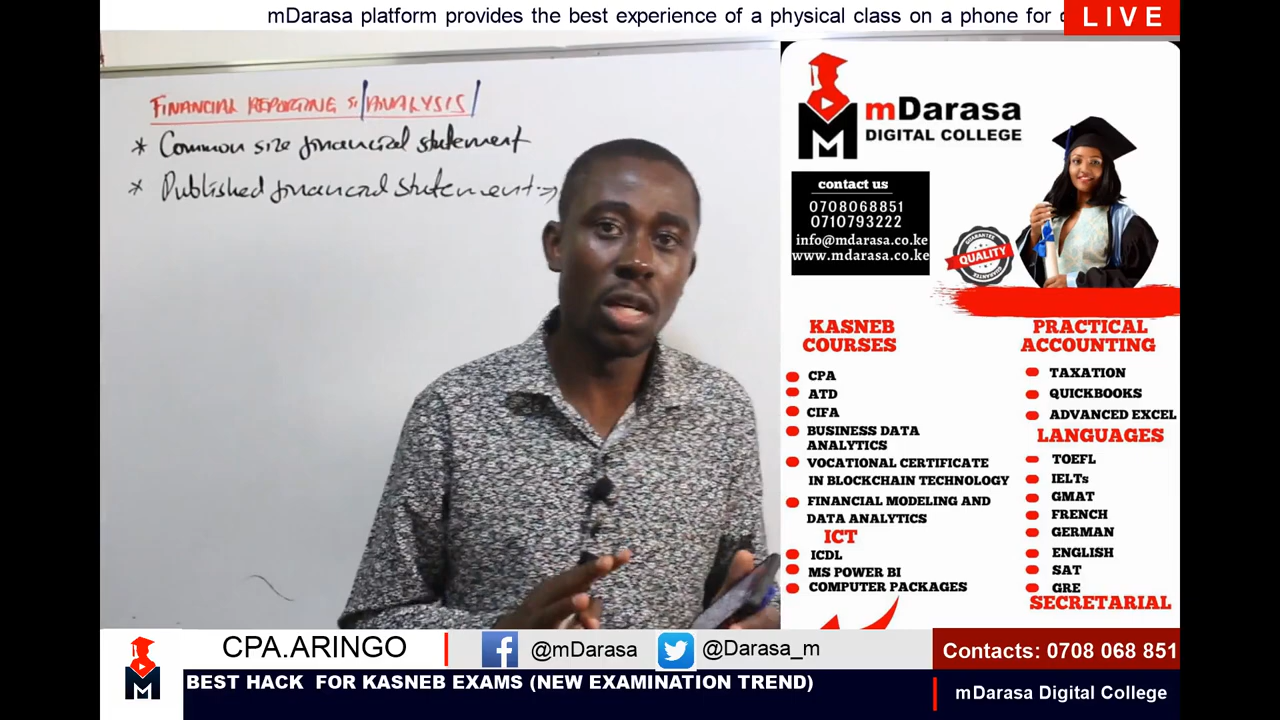 mDarasa platform provides the best experience of a physical class on a phone for
LIVE
FINANCIAL REPORTING & ANALYSIS
* Common size financial statement
* Published financial statement
mDarasa
DIGITAL COLLEGE
contact us
0708068851
0710793222
info@mdarasa.co.ke
www.mdarasa.co.ke
GUARANTEE
QUALITY
GUARANTEE
KASNEB
COURSES
CPA
ATD
CIFA
BUSINESS DATA
ANALYTICS
VOCATIONAL CERTIFICATE
IN BLOCKCHAIN TECHNOLOGY
FINANCIAL MODELING AND
DATA ANALYTICS
ICT
ICDL
MS POWER BI
COMPUTER PACKAGES
PRACTICAL
ACCOUNTING
TAXATION
QUICKBOOKS
ADVANCED EXCEL
LANGUAGES
TOEFL
IELTs
GMAT
FRENCH
GERMAN
ENGLISH
SAT
GRE
SECRETARIAL
CPA.ARINGO
@mDarasa
@Darasa_m
Contacts: 0708 068 851
BEST HACK FOR KASNEB EXAMS (NEW EXAMINATION TREND)
mDarasa Digital College